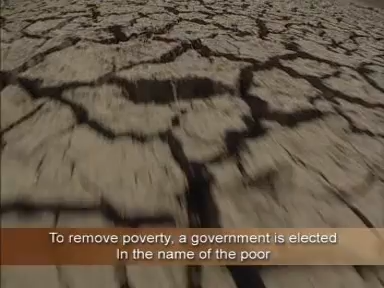 To remove poverty, a government is elected
In the name of the poor